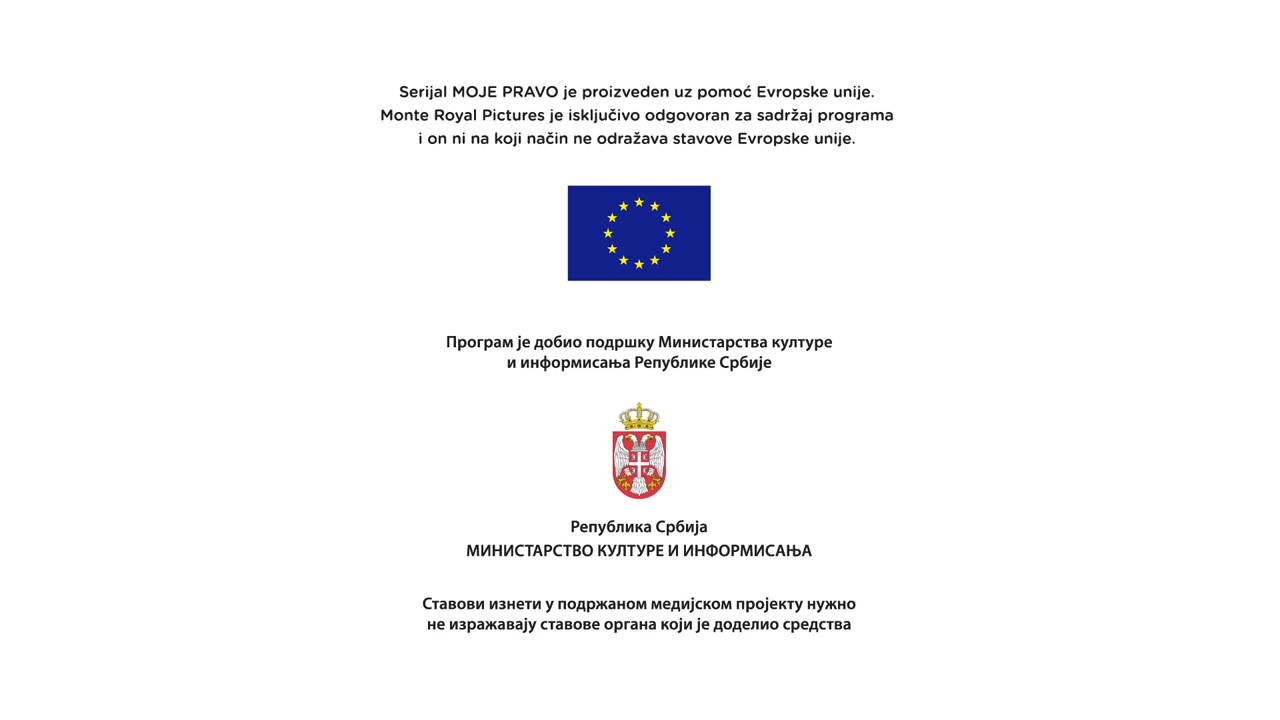 Serijal MOJE PRAVO je proizveden uz pomoć Evropske unije.
Monte Royal Pictures je isključivo odgovoran za sadržaj programa
i on ni na koji način ne odražava stavove Evropske unije.
Програм је добио подршку Министарства културе
и информисања Републике Србије
Република Србија
МИНИСТАРСТВО КУЛТУРЕ И ИНФОРМИСАЊА
Ставови изнети у подржаном медијском пројекту нужно
не изражавају ставове органа који је доделио средства